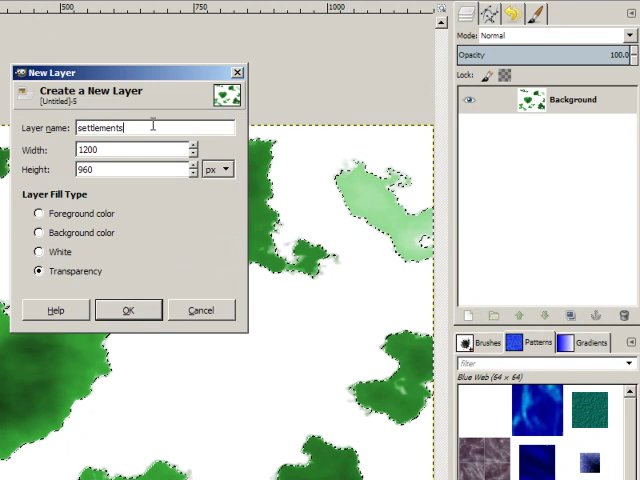 500
750
1000
Mode: Normal
Opacity 100.0
Lock:
Background
New Layer
Create a New Layer
[Untitled]-5
Layer name: settlements
Width: 1200
Height: 960 px
Layer Fill Type
Foreground color
Background color
White
Transparency
Help OK Cancel
Brushes Patterns Gradients
filter
Blue Web (64 × 64)